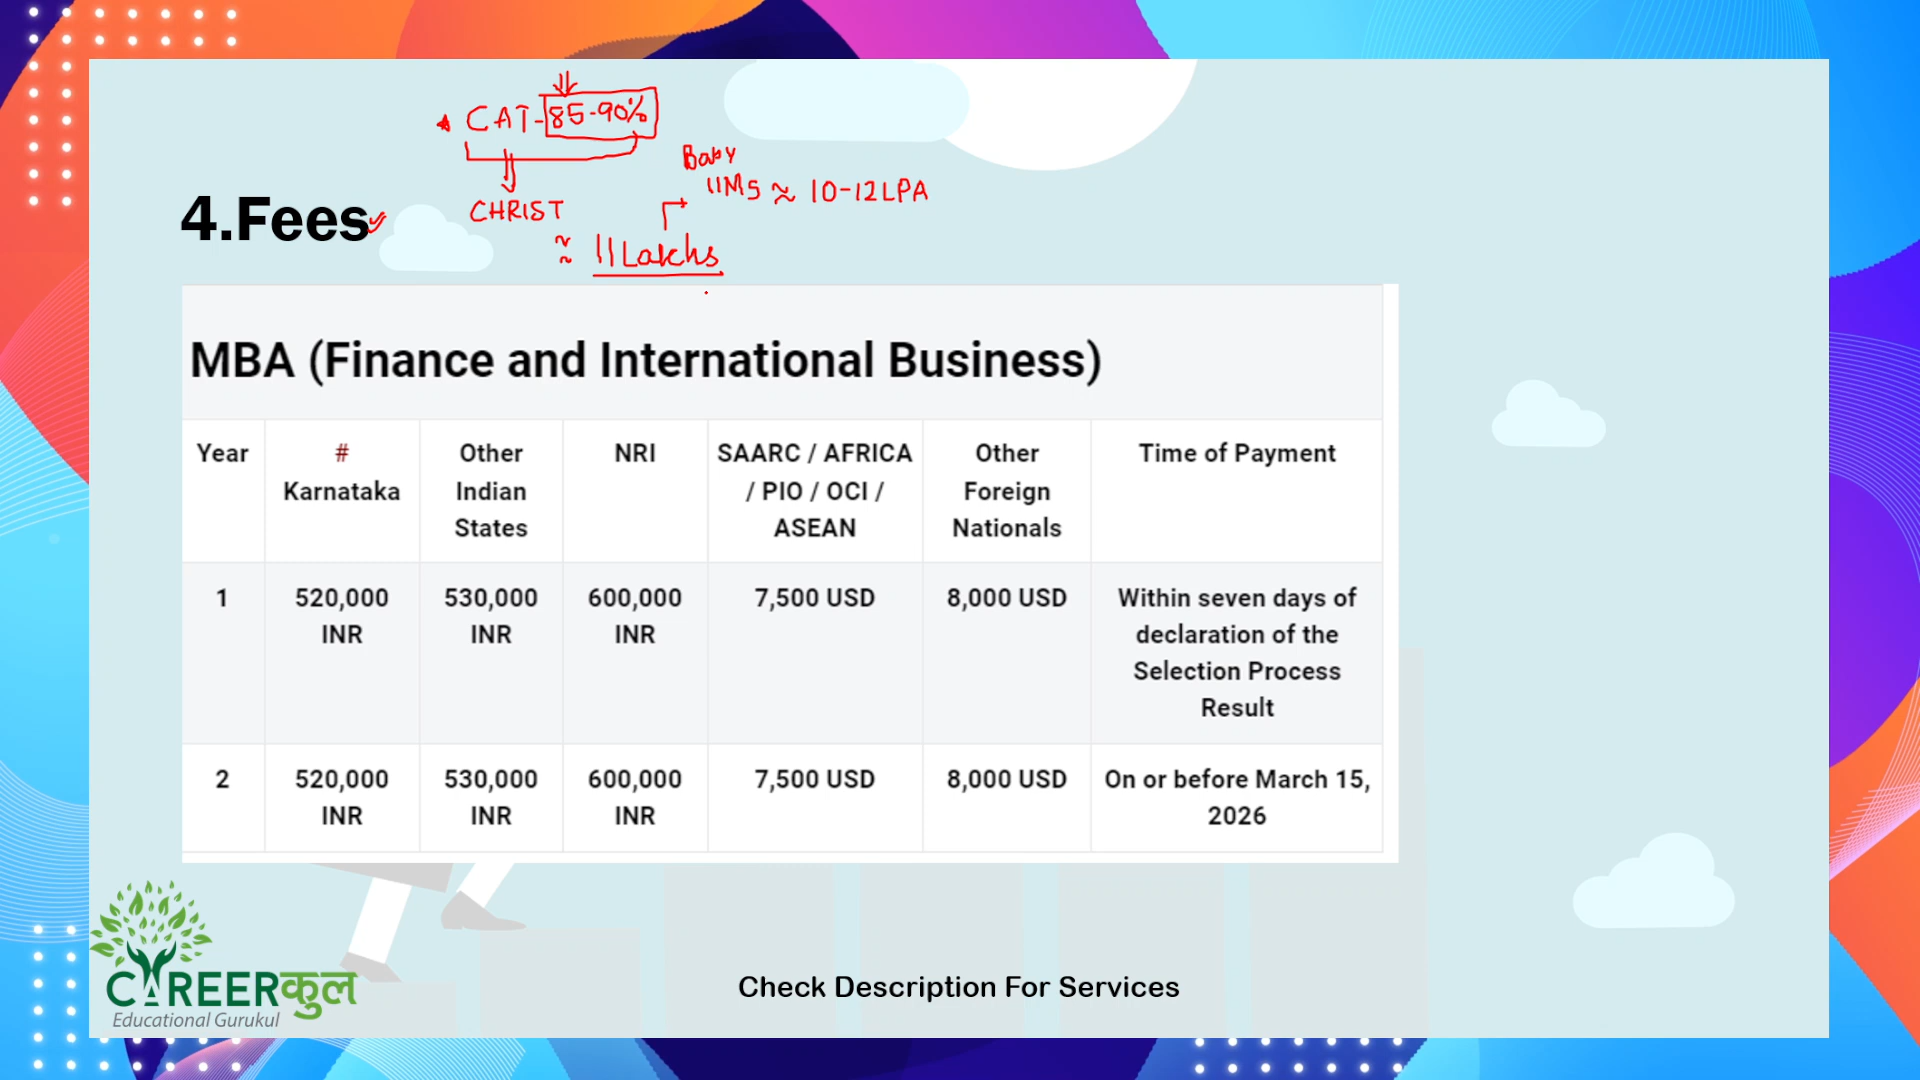 CAT-85-90%
Baby
IIMS ≈ 10-12LPA
4.Fees
CHRIST
≈ 11 Lakhs
MBA (Finance and International Business)
Year
#
Karnataka
Other
Indian
States
NRI
SAARC / AFRICA
/ PIO / OCI /
ASEAN
Other
Foreign
Nationals
Time of Payment
1
520,000
INR
530,000
INR
600,000
INR
7,500 USD
8,000 USD
Within seven days of
declaration of the
Selection Process
Result
2
520,000
INR
530,000
INR
600,000
INR
7,500 USD
8,000 USD
On or before March 15,
2026
CAREERकुल
Educational Gurukul
Check Description For Services